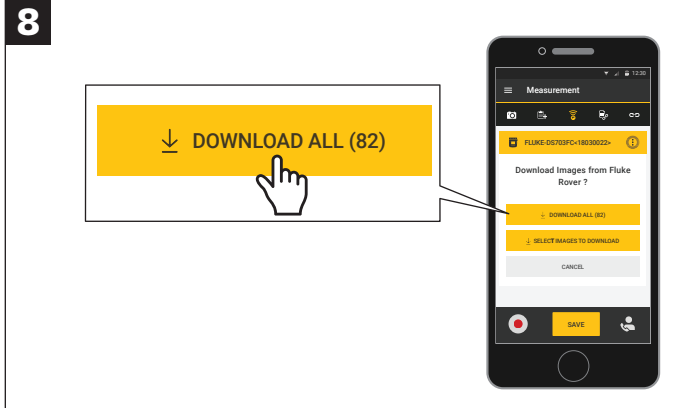 8
DOWNLOAD ALL (82)
12:30
Measurement
FLUKE-DS703FC<18030022>
Download Images from Fluke
Rover ?
DOWNLOAD ALL (82)
SELECT IMAGES TO DOWNLOAD
CANCEL
SAVE